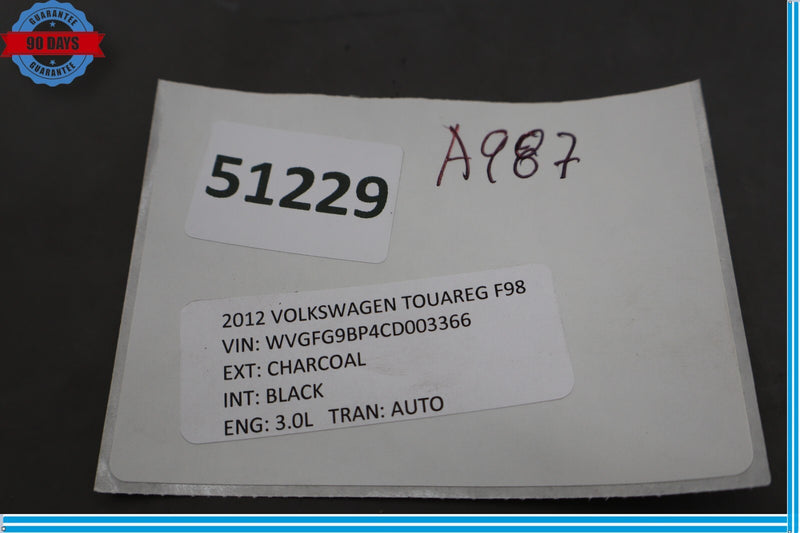 GUARANTEE
90 DAYS
GUARANTEE
51229
A987
2012 VOLKSWAGEN TOUAREG F98
VIN: WVGFG9BP4CD003366
EXT: CHARCOAL
INT: BLACK
ENG: 3.0L TRAN: AUTO